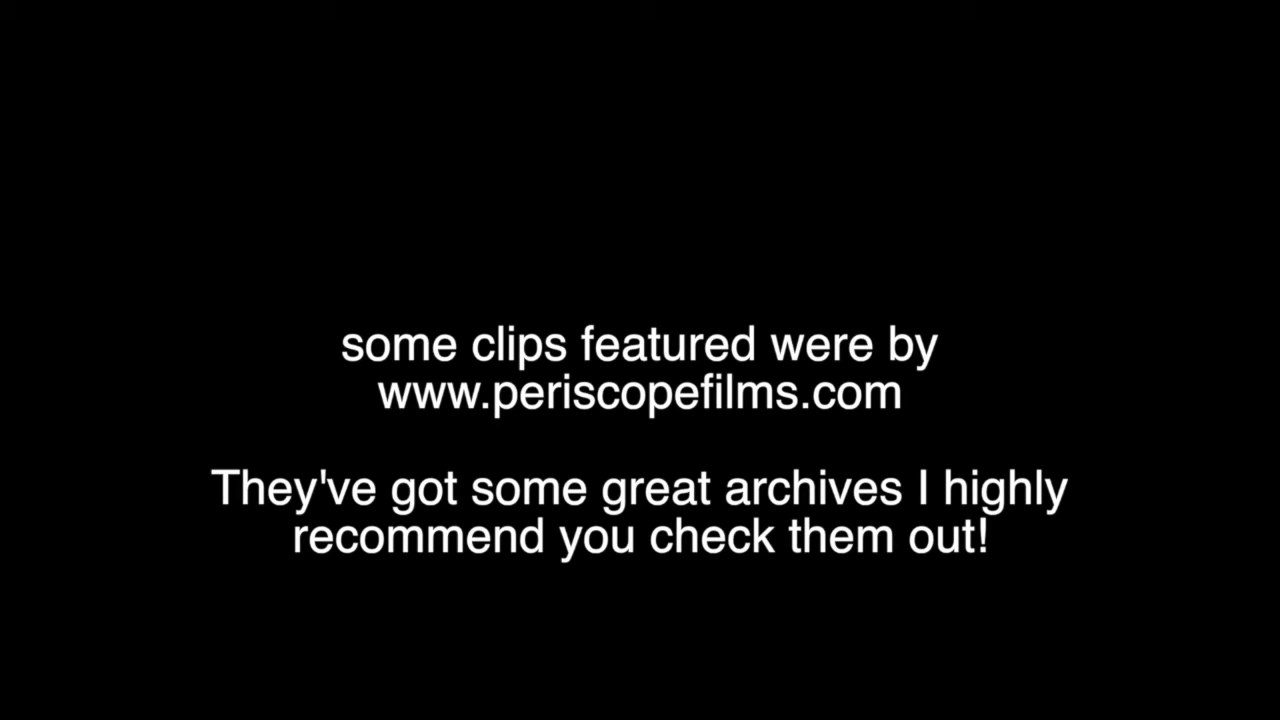 some clips featured were by
www.periscopefilms.com
They've got some great archives I highly
recommend you check them out!